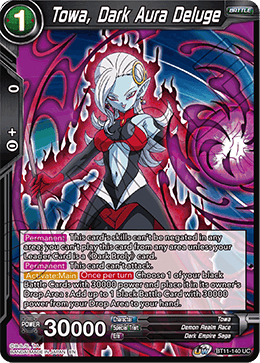 1
Towa, Dark Aura Deluge
BATTLE
0 + 0
Permanent This card's skills can't be negated in any
area; you can't play this card from any area unless your
Leader Card is a {Dark Broly} card.
Permanent This card can't attack.
Activate:Main Once per turn Choose 1 of your black
Battle Cards with 30000 power and place it in its owner's
Drop Area : Add up to 1 black Battle Card with 30000
power from your Drop Area to your hand.
POWER 30000
Character Towa
Special Trait Demon Realm Race
Era Dark Empire Saga
BT11-140 UC